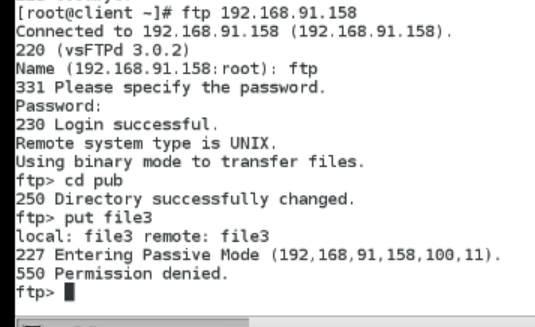 [root@client ~]# ftp 192.168.91.158
Connected to 192.168.91.158 (192.168.91.158).
220 (vsFTPd 3.0.2)
Name (192.168.91.158:root): ftp
331 Please specify the password.
Password:
230 Login successful.
Remote system type is UNIX.
Using binary mode to transfer files.
ftp> cd pub
250 Directory successfully changed.
ftp> put file3
local: file3 remote: file3
227 Entering Passive Mode (192,168,91,158,100,11).
550 Permission denied.
ftp>